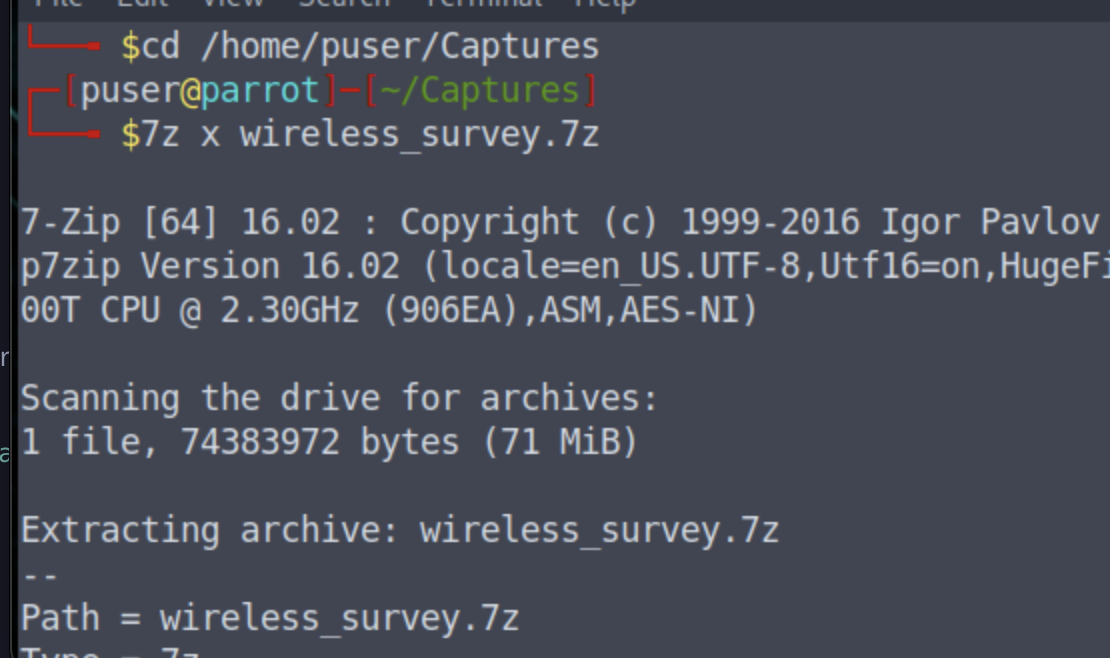 File Edit View Search Terminal Help
$cd /home/puser/Captures
[puser@parrot]-[~/Captures]
$7z x wireless_survey.7z
7-Zip [64] 16.02 : Copyright (c) 1999-2016 Igor Pavlov
p7zip Version 16.02 (locale=en_US.UTF-8,Utf16=on,HugeFi
00T CPU @ 2.30GHz (906EA),ASM,AES-NI)
r
Scanning the drive for archives:
1 file, 74383972 bytes (71 MiB)
a
Extracting archive: wireless_survey.7z
--
Path = wireless_survey.7z
Type = 7z